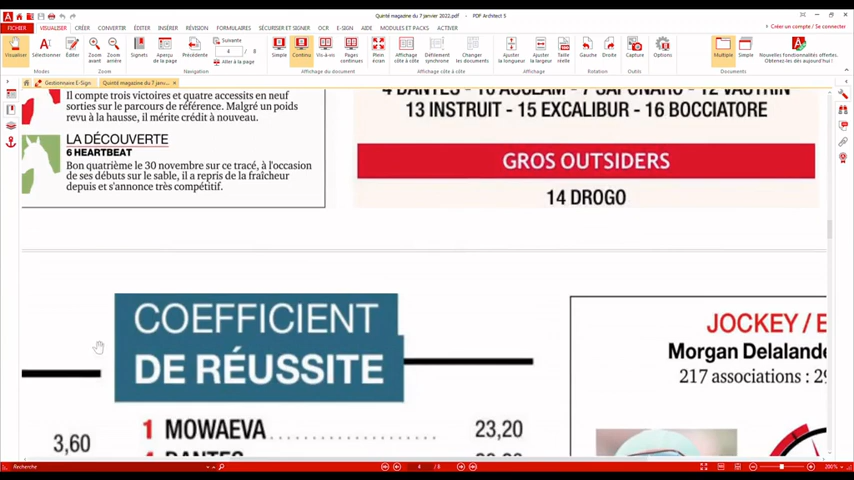 Quinté magazine du 7 janvier 2022.pdf - PDF Architect 5
FICHIER VISUALISER CRÉER CONVERTIR ÉDITER INSÉRER RÉVISION FORMULAIRES SÉCURISER ET SIGNER OCR E-SIGN AIDE MODULES ET PACKS ACTIVER
Créer un compte / Se connecter
Visualiser Sélectionner Éditer Zoom avant Zoom arrière Signets Aperçu de la page Précédente Suivante 4 / 8 Aller à la page Simple Continu Vis-à-vis Pages continues Plein écran Affichage côte à côte Défilement synchrone Changer les documents Ajuster la longueur Ajuster la largeur Taille réelle Gauche Droite Capture Options Multiple Simple Nouvelles fonctionnalités offertes. Obtenez-les dès aujourd'hui !
Modes Zoom Navigation Affichage du document Affichage côte à côte Affichage Rotation Outils Documents
Gestionnaire E-Sign Quinté magazine du 7 janvier 2022.pdf
Il compte trois victoires et quatre accessits en neuf
sorties sur le parcours de référence. Malgré un poids
revu à la hausse, il mérite crédit à nouveau.
LA DÉCOUVERTE
6 HEARTBEAT
Bon quatrième le 30 novembre sur ce tracé, à l'occasion
de ses débuts sur le sable, il a repris de la fraîcheur
depuis et s'annonce très compétitif.
13 INSTRUIT - 15 EXCALIBUR - 16 BOCCIATORE
GROS OUTSIDERS
14 DROGO
COEFFICIENT
DE RÉUSSITE
3,60
1 MOWAEVA 23,20
JOCKEY / E
Morgan Delalande
217 associations : 29
Recherche 4 / 8 200%